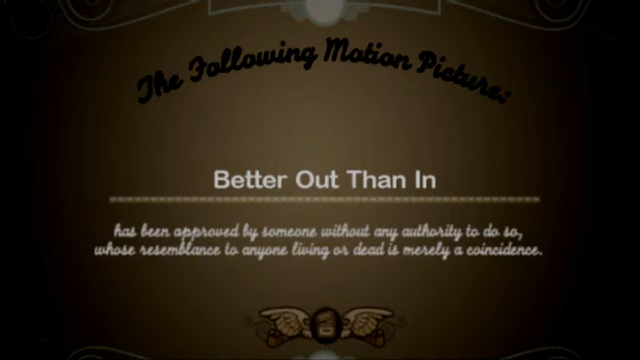 The Following Motion Picture:
Better Out Than In
has been approved by someone without any authority to do so,
whose resemblance to anyone living or dead is merely a coincidence.